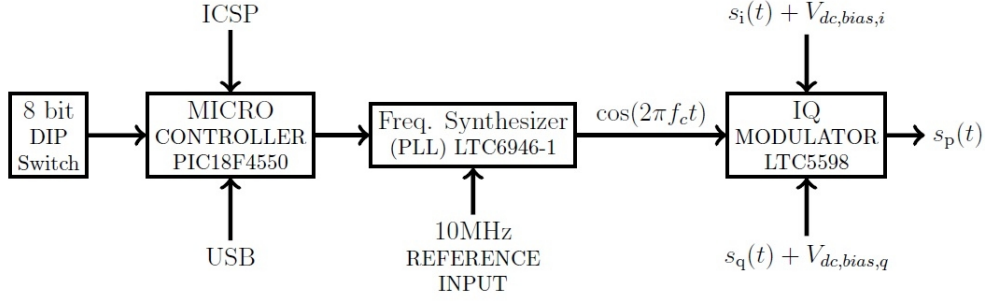 ICSP
8 bit
DIP
Switch
MICRO
CONTROLLER
PIC18F4550
USB
Freq. Synthesizer
(PLL) LTC6946-1
10MHz
REFERENCE
INPUT
cos(2πf_c t)
s_i(t) + V_{dc,bias,i}
IQ
MODULATOR
LTC5598
s_q(t) + V_{dc,bias,q}
s_p(t)